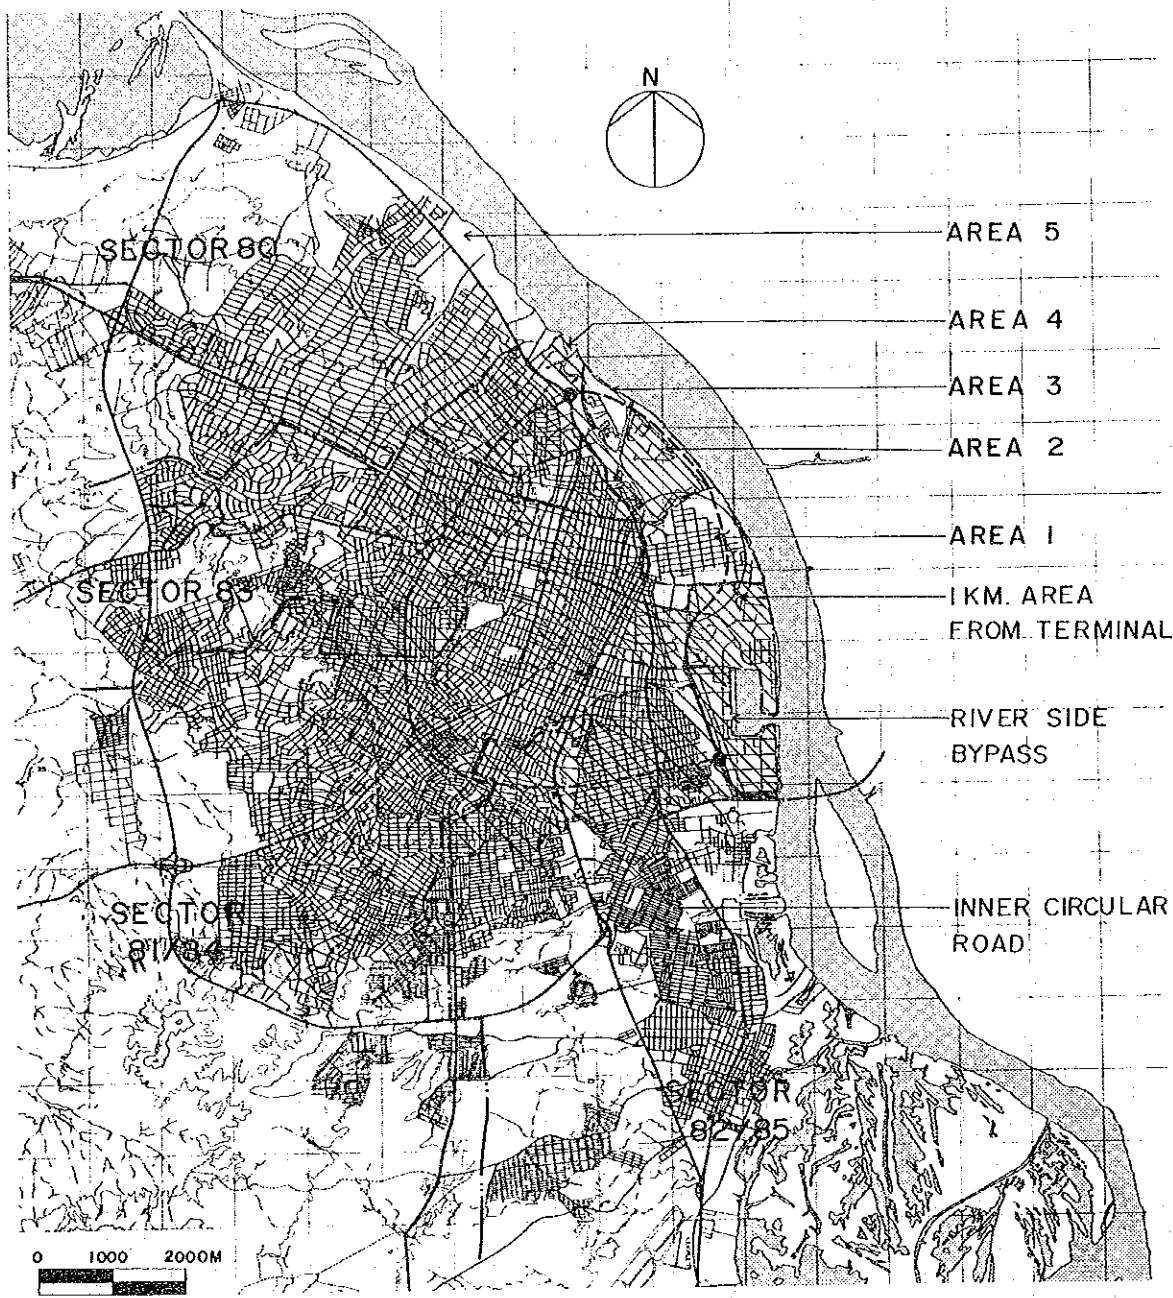 N
SECTOR 80
AREA 5
AREA 4
AREA 3
AREA 2
AREA 1
SECTOR 83
1 KM. AREA
FROM TERMINAL
RIVER SIDE
BYPASS
INNER CIRCULAR
ROAD
SECTOR
81/84
SECTOR
82/85
0 1000 2000M